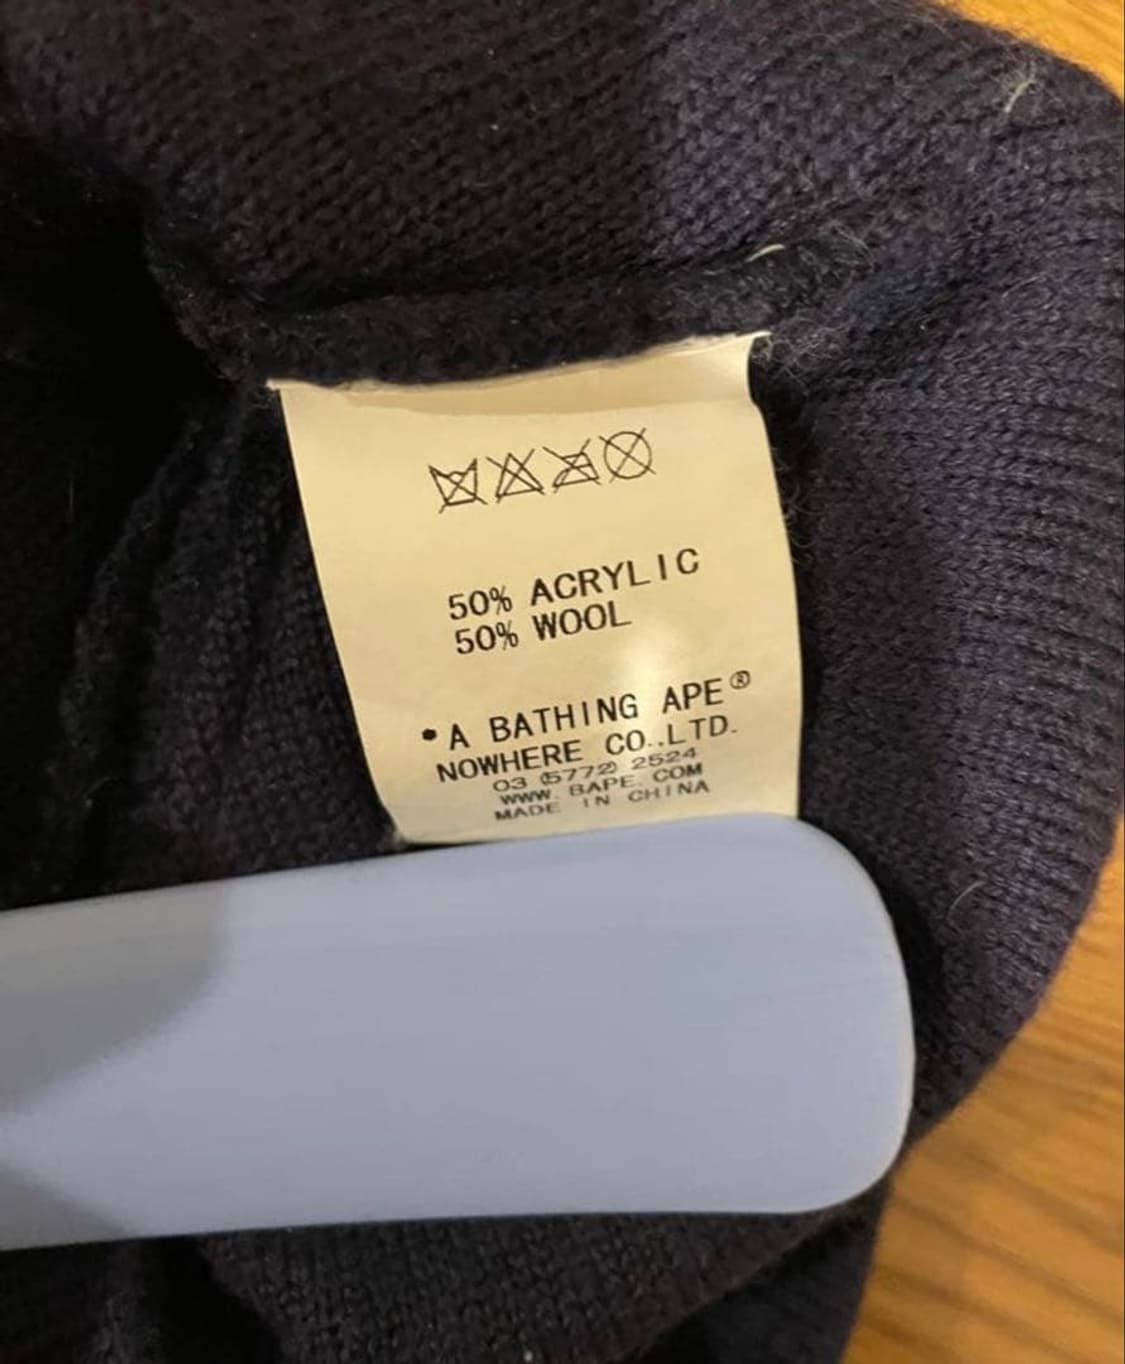 50% ACRYLIC
50% WOOL
•A BATHING APE®
NOWHERE CO.,LTD.
03 (5772) 2524
WWW. BAPE. COM
MADE IN CHINA